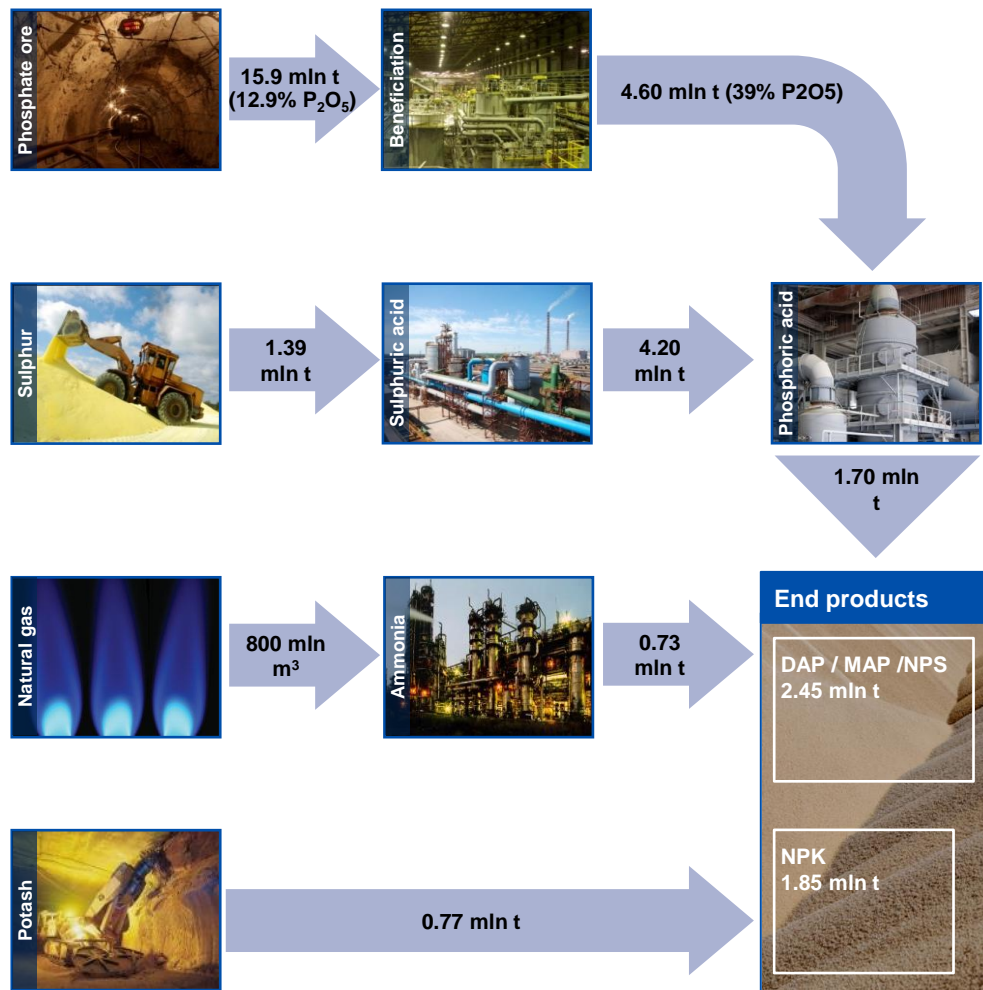 Phosphate ore
15.9 mln t
(12.9% P₂O₅)
Beneficiation
4.60 mln t (39% P2O5)
Sulphur
1.39
mln t
Sulphuric acid
4.20
mln t
Phosphoric acid
1.70 mln
t
Natural gas
800 mln
m³
Ammonia
0.73
mln t
End products
DAP / MAP /NPS
2.45 mln t
Potash
0.77 mln t
NPK
1.85 mln t